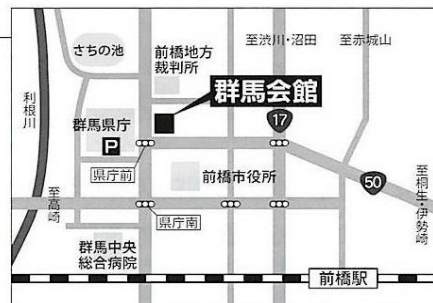 さちの池
前橋地方
裁判所
至渋川・沼田
至赤城山
利根川
群馬会館
17
群馬県庁
P
県庁前
前橋市役所
50
至高崎
至桐生・伊勢崎
県庁南
群馬中央
総合病院
前橋駅